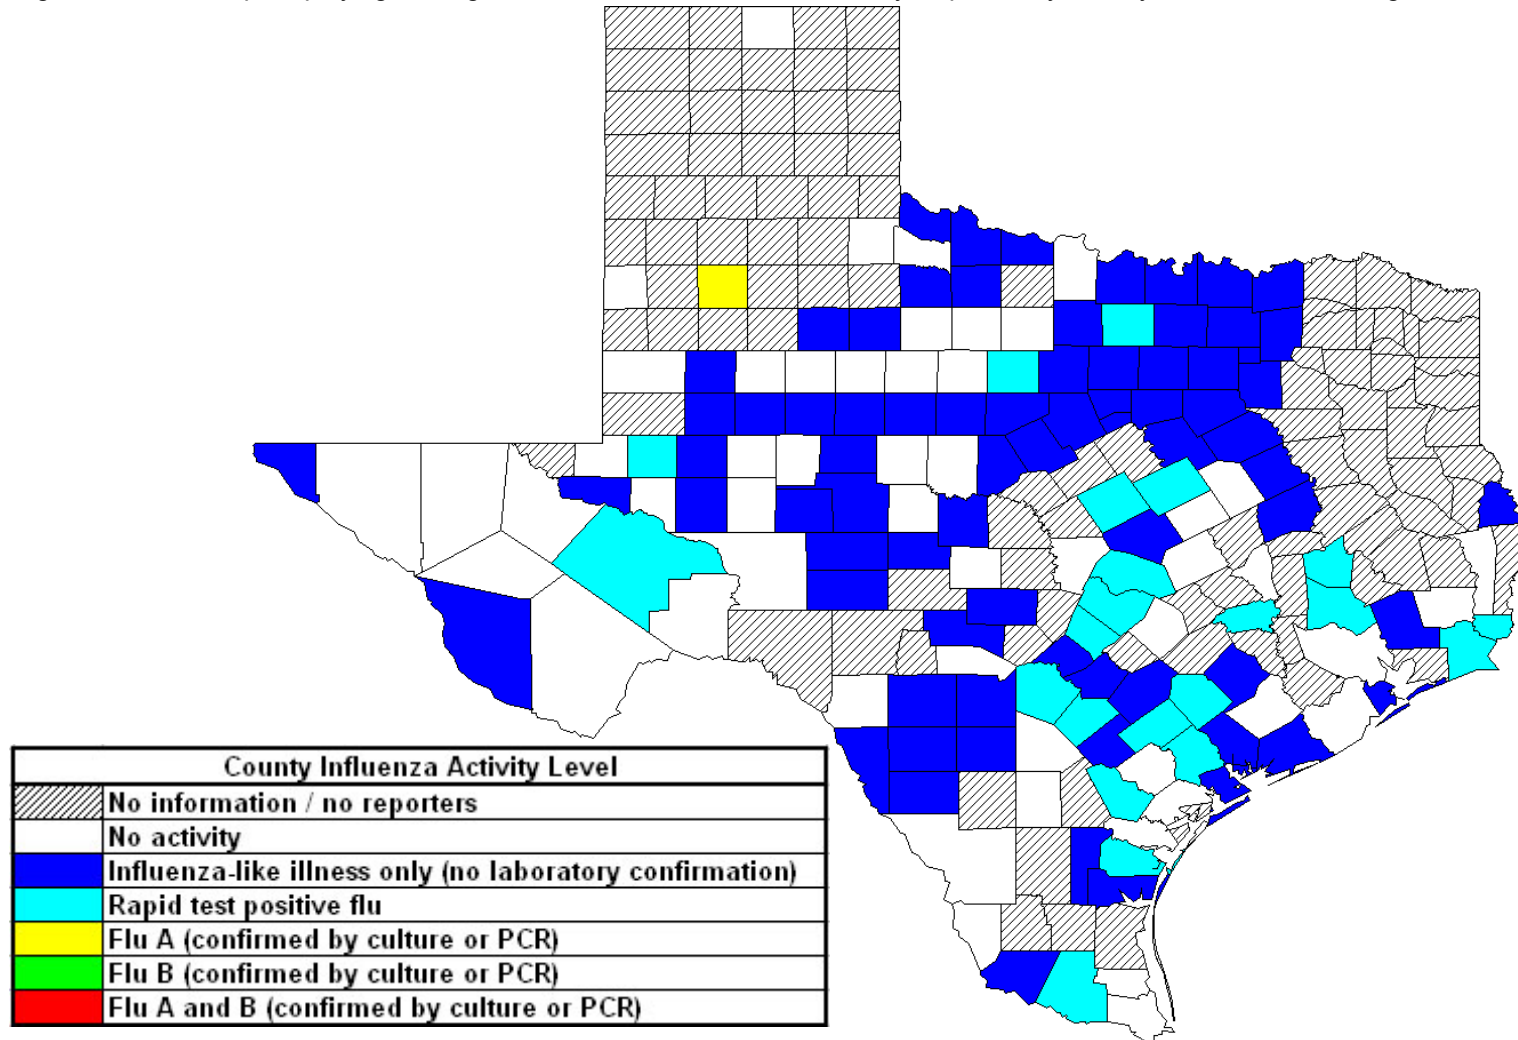 County Influenza Activity Level
No information / no reporters
No activity
Influenza-like illness only (no laboratory confirmation)
Rapid test positive flu
Flu A (confirmed by culture or PCR)
Flu B (confirmed by culture or PCR)
Flu A and B (confirmed by culture or PCR)